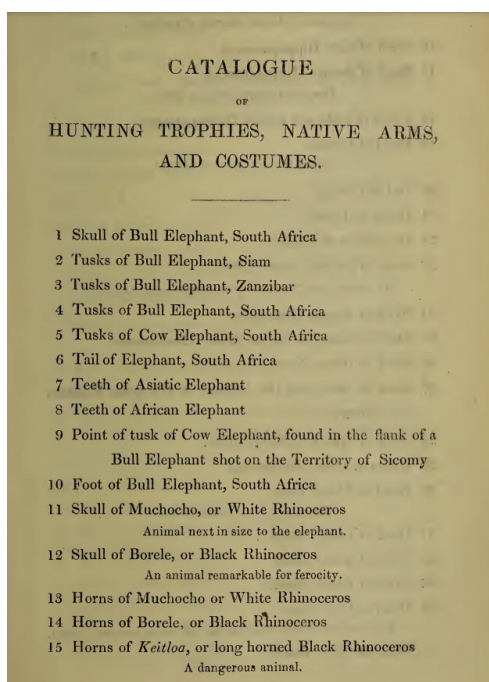 CATALOGUE
OF
HUNTING TROPHIES, NATIVE ARMS,
AND COSTUMES.
1 Skull of Bull Elephant, South Africa
2 Tusks of Bull Elephant, Siam
3 Tusks of Bull Elephant, Zanzibar
4 Tusks of Bull Elephant, South Africa
5 Tusks of Cow Elephant, South Africa
6 Tail of Elephant, South Africa
7 Teeth of Asiatic Elephant
8 Teeth of African Elephant
9 Point of tusk of Cow Elephant, found in the flank of a
Bull Elephant shot on the Territory of Sicomy
10 Foot of Bull Elephant, South Africa
11 Skull of Muchocho, or White Rhinoceros
Animal next in size to the elephant.
12 Skull of Borele, or Black Rhinoceros
An animal remarkable for ferocity.
13 Horns of Muchocho or White Rhinoceros
14 Horns of Borele, or Black Rhinoceros
15 Horns of Keitloa, or long horned Black Rhinoceros
A dangerous animal.